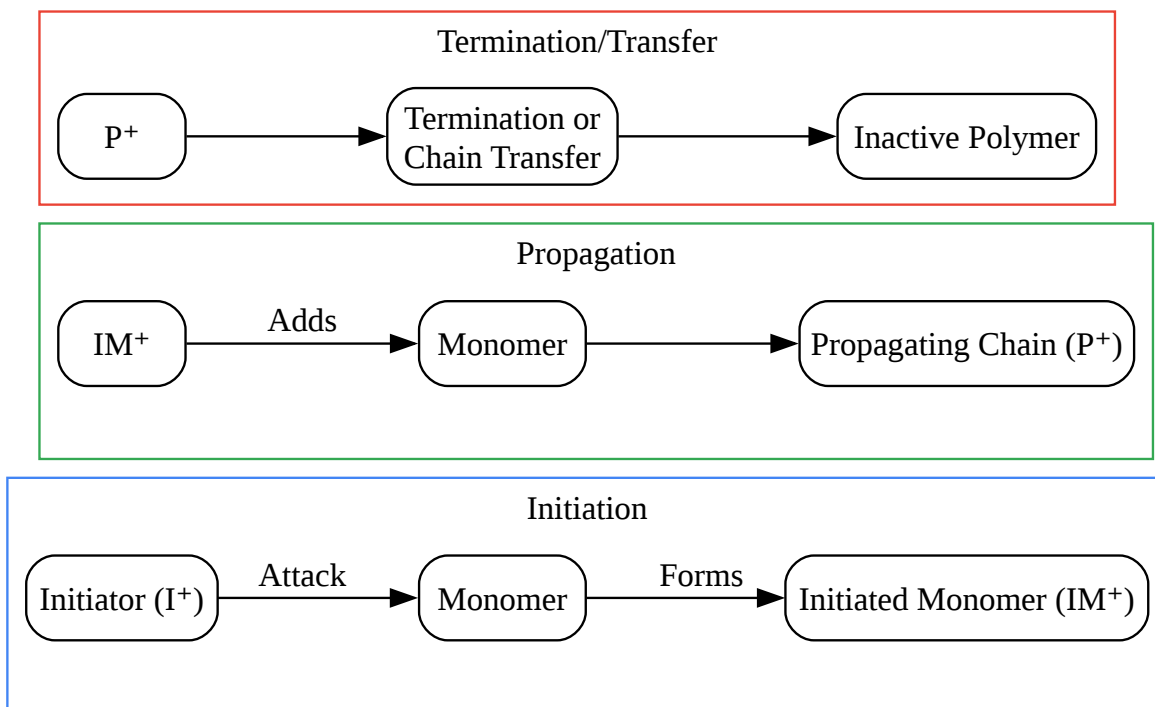 Termination/Transfer
P⁺
Termination or
Chain Transfer
Inactive Polymer
Propagation
IM⁺
Adds
Monomer
Propagating Chain (P⁺)
Initiation
Initiator (I⁺)
Attack
Monomer
Forms
Initiated Monomer (IM⁺)